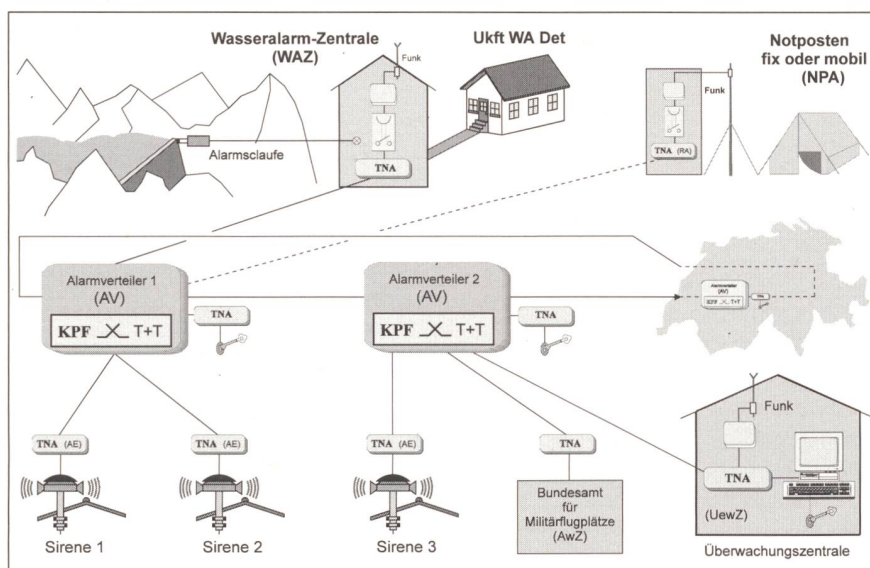 Wasseralarm-Zentrale
(WAZ)
Ukft WA Det
Notposten
fix oder mobil
(NPA)
Funk
Funk
Alarmsclaufe
TNA
TNA (RA)
Alarmverteiler 1
(AV)
KPF T+T
TNA
Alarmverteiler 2
(AV)
KPF T+T
TNA
Alarmverteiler
(AV)
KPF T+T
TNA
TNA (AE)
TNA (AE)
TNA (AE)
TNA
Funk
TNA
Bundesamt
für
Militärflugplätze
(AwZ)
(UewZ)
Sirene 1
Sirene 2
Sirene 3
Überwachungszentrale